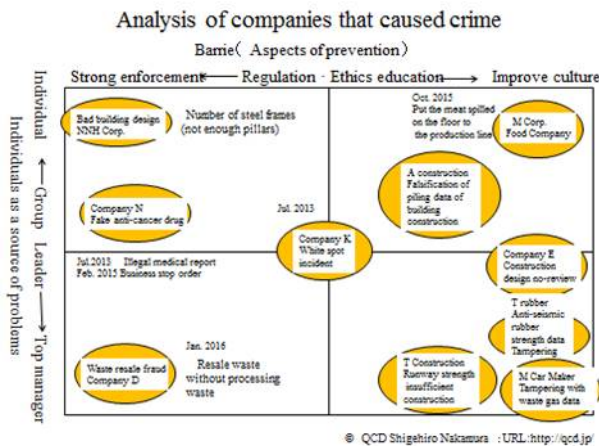 Analysis of companies that caused crime
Barrie( Aspects of prevention)
Strong enforcement
Regulation · Ethics education
Improve culture
Individuals as a source of problems
Individual
Group
Leader
Top manager
Bad building design
NNH Corp.
Number of steel frames
(not enough pillars)
Oct. 2015
Put the meat spilled
on the floor to
the production line
M Corp.
Food Company
Company N
Fake anti-cancer drug
A construction
Falsification of
piling data of
building
construction
Jul. 2013
Company K
White spot
incident
Jul.2013 Illegal medical report
Feb. 2015 Business stop order
Company E
Construction
design no-review
T rubber
Anti-seismic
rubber
strength data
Tampering
Jan. 2016
Resale waste
without processing
waste
Waste resale fraud
Company D
T Construction
Runway strength
insufficient
construction
M Car Maker
Tampering with
waste gas data
© QCD Shigehiro Nakamura :URL:http://qcd.jp/